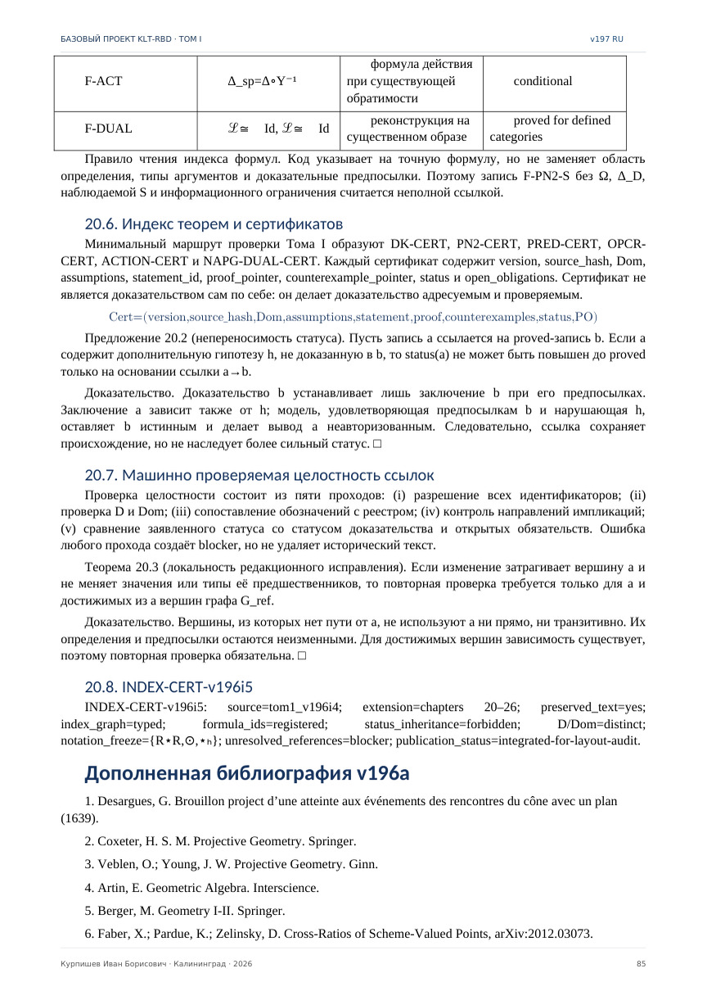 БАЗОВЫЙ ПРОЕКТ KLT-RBD · ТОМ I v197 RU
F-ACT Δ_sp=Δ∘Y⁻¹ формула действия при существующей обратимости conditional
F-DUAL ℒ≅ Id, ℒ≅ Id реконструкция на существенном образе proved for defined categories
Правило чтения индекса формул. Код указывает на точную формулу, но не заменяет область
определения, типы аргументов и доказательные предпосылки. Поэтому запись F-PN2-S без Ω, Δ_D,
наблюдаемой S и информационного ограничения считается неполной ссылкой.
20.6. Индекс теорем и сертификатов
Минимальный маршрут проверки Тома I образуют DK-CERT, PN2-CERT, PRED-CERT, OPCR-
CERT, ACTION-CERT и NAPG-DUAL-CERT. Каждый сертификат содержит version, source_hash, Dom,
assumptions, statement_id, proof_pointer, counterexample_pointer, status и open_obligations. Сертификат не
является доказательством сам по себе: он делает доказательство адресуемым и проверяемым.
Cert=(version,source_hash,Dom,assumptions,statement,proof,counterexamples,status,PO)
Предложение 20.2 (непереносимость статуса). Пусть запись a ссылается на proved-запись b. Если a
содержит дополнительную гипотезу h, не доказанную в b, то status(a) не может быть повышен до proved
только на основании ссылки a→b.
Доказательство. Доказательство b устанавливает лишь заключение b при его предпосылках.
Заключение a зависит также от h; модель, удовлетворяющая предпосылкам b и нарушающая h,
оставляет b истинным и делает вывод a неавторизованным. Следовательно, ссылка сохраняет
происхождение, но не наследует более сильный статус. □
20.7. Машинно проверяемая целостность ссылок
Проверка целостности состоит из пяти проходов: (i) разрешение всех идентификаторов; (ii)
проверка D и Dom; (iii) сопоставление обозначений с реестром; (iv) контроль направлений импликаций;
(v) сравнение заявленного статуса со статусом доказательства и открытых обязательств. Ошибка
любого прохода создаёт blocker, но не удаляет исторический текст.
Теорема 20.3 (локальность редакционного исправления). Если изменение затрагивает вершину a и
не меняет значения или типы её предшественников, то повторная проверка требуется только для a и
достижимых из a вершин графа G_ref.
Доказательство. Вершины, из которых нет пути от a, не используют a ни прямо, ни транзитивно. Их
определения и предпосылки остаются неизменными. Для достижимых вершин зависимость существует,
поэтому повторная проверка обязательна. □
20.8. INDEX-CERT-v196i5
INDEX-CERT-v196i5: source=tom1_v196i4; extension=chapters 20–26; preserved_text=yes;
index_graph=typed; formula_ids=registered; status_inheritance=forbidden; D/Dom=distinct;
notation_freeze={R⋆R,⊙,⋆ₕ}; unresolved_references=blocker; publication_status=integrated-for-layout-audit.
Дополненная библиография v196a
1. Desargues, G. Brouillon project d’une atteinte aux événements des rencontres du cône avec un plan
(1639).
2. Coxeter, H. S. M. Projective Geometry. Springer.
3. Veblen, O.; Young, J. W. Projective Geometry. Ginn.
4. Artin, E. Geometric Algebra. Interscience.
5. Berger, M. Geometry I-II. Springer.
6. Faber, X.; Pardue, K.; Zelinsky, D. Cross-Ratios of Scheme-Valued Points, arXiv:2012.03073.
Курпишев Иван Борисович · Калининград · 2026 85